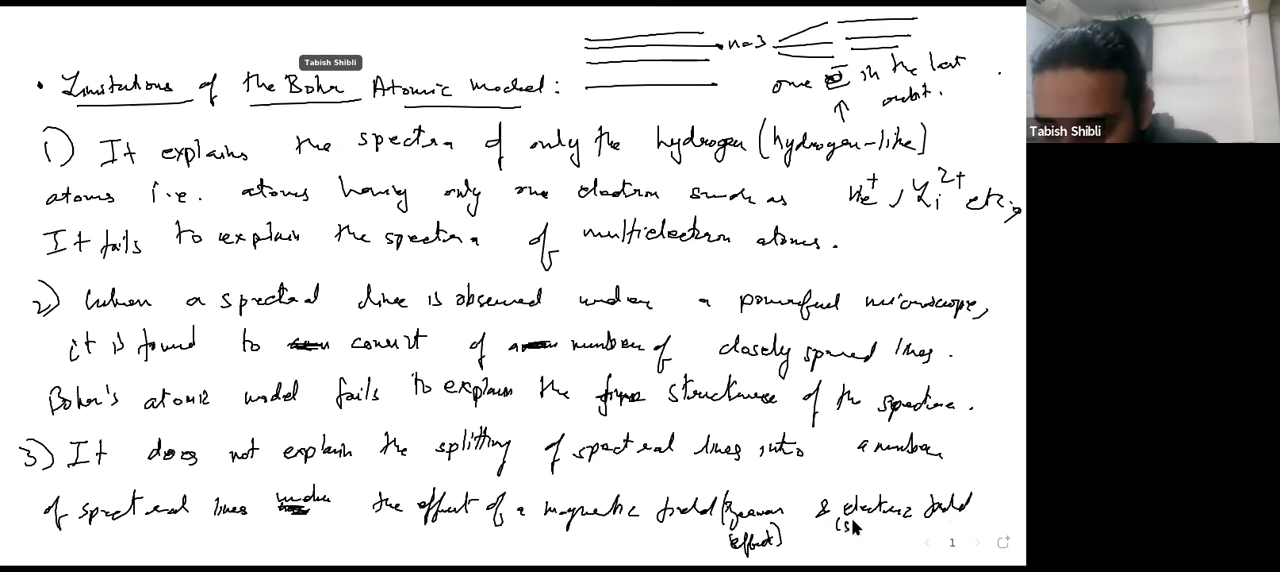 Tabish Shibli
n=3
• Limitations of the Bohr Atomic model:
one e in the last
orbit.
Tabish Shibli
1) It explains the spectra of only the hydrogen (hydrogen-like)
atoms i.e. atoms having only one electron such as He+, Li2+ etc.,
It fails to explain the spectra of multielectron atoms.
2) When a spectral line is observed under a powerful microscope,
it is found to consist of number of closely spaced lines.
Bohr's atomic model fails to explain the fine structure of the spectra.
3) It does not explain the splitting of spectral lines into a number
of spectral lines under the effect of a magnetic field (Zeeman & electric field
effect) (S
1